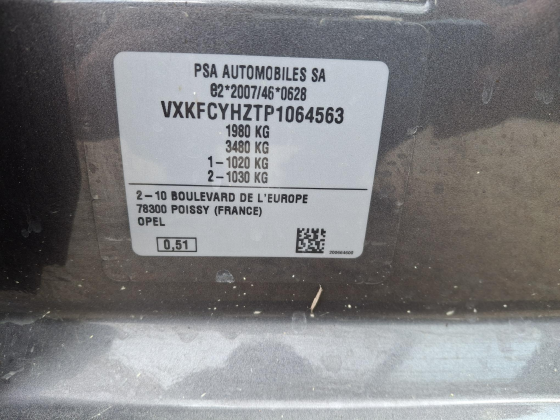 PSA AUTOMOBILES SA
e2*2007/46*0628
VXKFCYHZTP1064563
1980 KG
3480 KG
1-1020 KG
2-1030 KG
2-10 BOULEVARD DE L'EUROPE
78300 POISSY (FRANCE)
OPEL
0,51